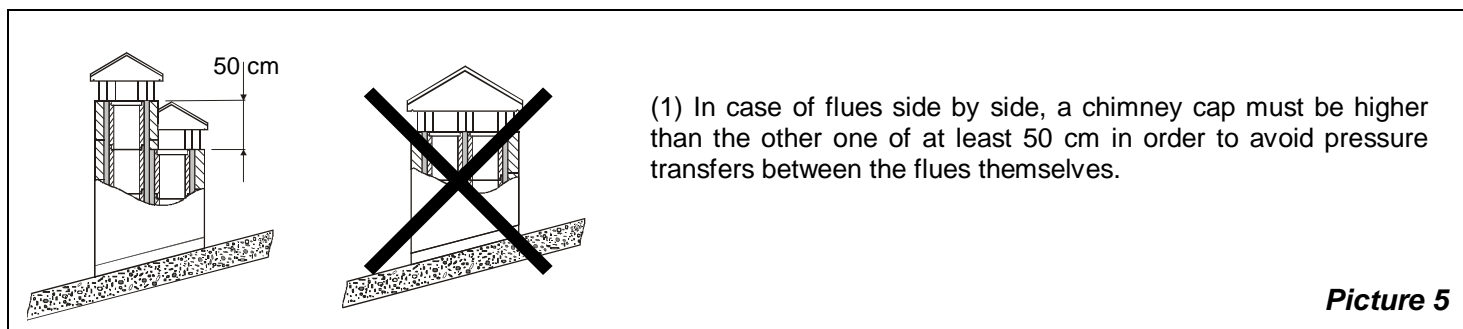 50 cm
(1) In case of flues side by side, a chimney cap must be higher
than the other one of at least 50 cm in order to avoid pressure
transfers between the flues themselves.
Picture 5